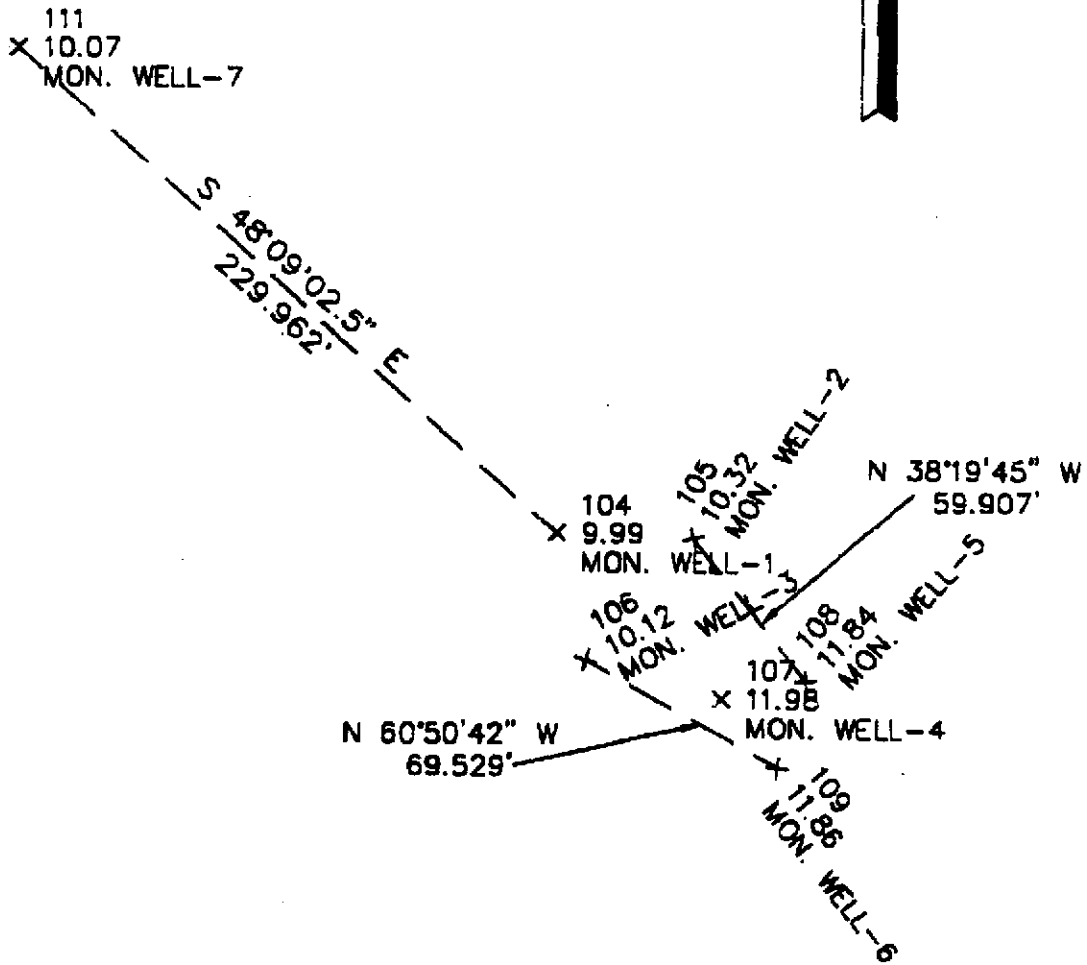 111
10.07
MON. WELL-7
S 48°09'02.5" E
229.962'
104
9.99
MON. WELL-1
105
10.32
MON. WELL-2
N 38°19'45" W
59.907'
106
10.12
MON. WELL-3
108
11.84
MON. WELL-5
107
11.98
MON. WELL-4
N 60°50'42" W
69.529'
109
11.86
MON. WELL-6